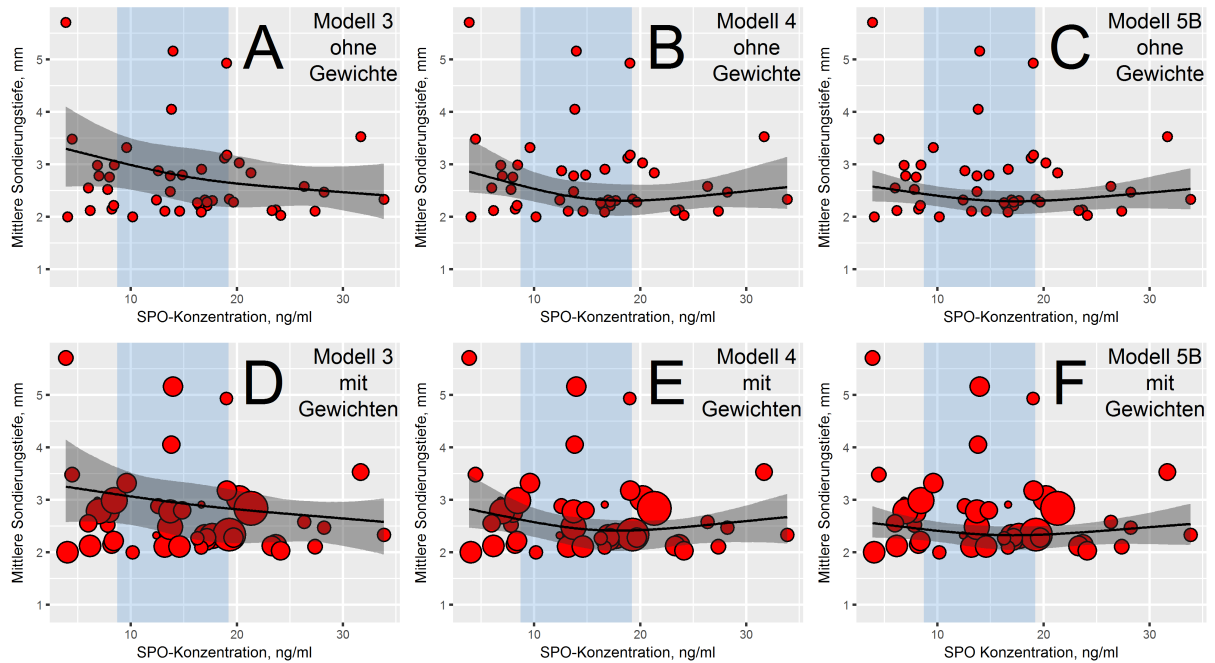 Modell 3
ohne
Gewichte
A
Mittlere Sondierungstiefe, mm
5
4
3
2
1
10
20
30
SPO-Konzentration, ng/ml
Modell 4
ohne
Gewichte
B
Mittlere Sondierungstiefe, mm
5
4
3
2
1
10
20
30
SPO-Konzentration, ng/ml
Modell 5B
ohne
Gewichte
C
Mittlere Sondierungstiefe, mm
5
4
3
2
1
10
20
30
SPO-Konzentration, ng/ml
Modell 3
mit
Gewichten
D
Mittlere Sondierungstiefe, mm
5
4
3
2
1
10
20
30
SPO-Konzentration, ng/ml
Modell 4
mit
Gewichten
E
Mittlere Sondierungstiefe, mm
5
4
3
2
1
10
20
30
SPO-Konzentration, ng/ml
Modell 5B
mit
Gewichten
F
Mittlere Sondierungstiefe, mm
5
4
3
2
1
10
20
30
SPO Konzentration, ng/ml